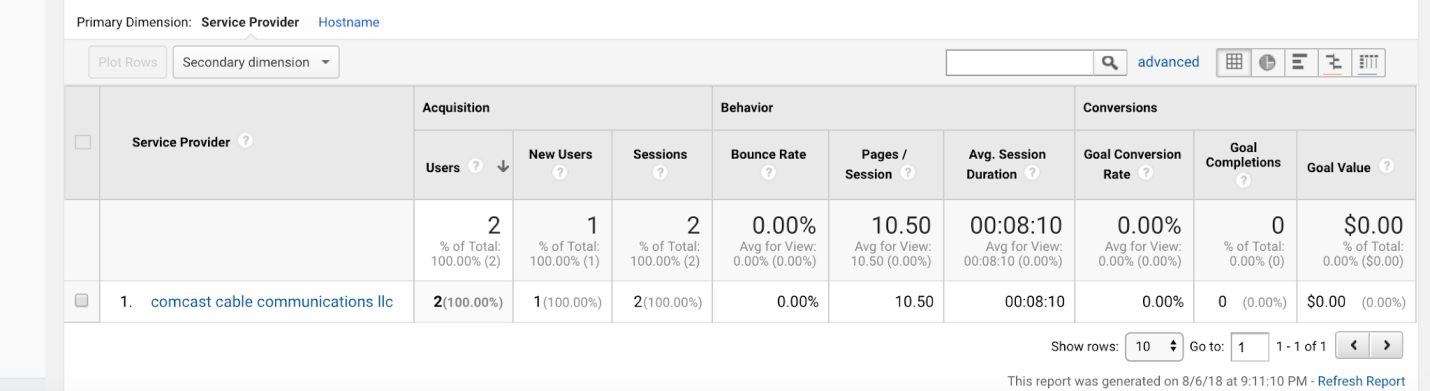 Primary Dimension: Service Provider Hostname
Plot Rows Secondary dimension advanced
Service Provider ? Acquisition Behavior Conversions
Users ? New Users ? Sessions ? Bounce Rate ? Pages / Session ? Avg. Session Duration ? Goal Conversion Rate ? Goal Completions ? Goal Value ?
2 1 2 0.00% 10.50 00:08:10 0.00% 0 $0.00
% of Total: % of Total: % of Total: Avg for View: Avg for View: Avg for View: Avg for View: % of Total: % of Total:
100.00% (2) 100.00% (1) 100.00% (2) 0.00% (0.00%) 10.50 (0.00%) 00:08:10 (0.00%) 0.00% (0.00%) 0.00% (0) 0.00% ($0.00)
1. comcast cable communications llc 2(100.00%) 1(100.00%) 2(100.00%) 0.00% 10.50 00:08:10 0.00% 0 (0.00%) $0.00 (0.00%)
Show rows: 10 Go to: 1 1 - 1 of 1
This report was generated on 8/6/18 at 9:11:10 PM - Refresh Report